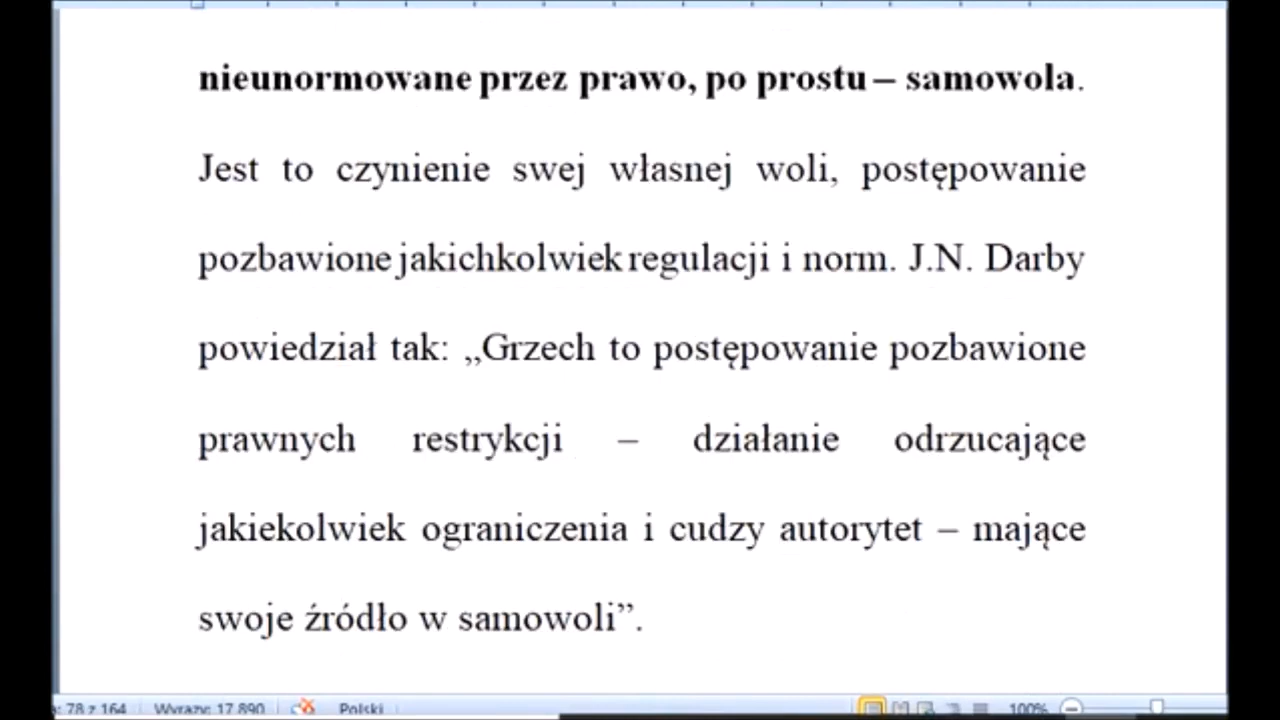 nieunormowane przez prawo, po prostu – samowola.
Jest to czynienie swej własnej woli, postępowanie
pozbawione jakichkolwiek regulacji i norm. J.N. Darby
powiedział tak: „Grzech to postępowanie pozbawione
prawnych restrykcji – działanie odrzucające
jakiekolwiek ograniczenia i cudzy autorytet – mające
swoje źródło w samowoli”.
: 78 z 164 Wyrazy: 17 890 Polski 100%